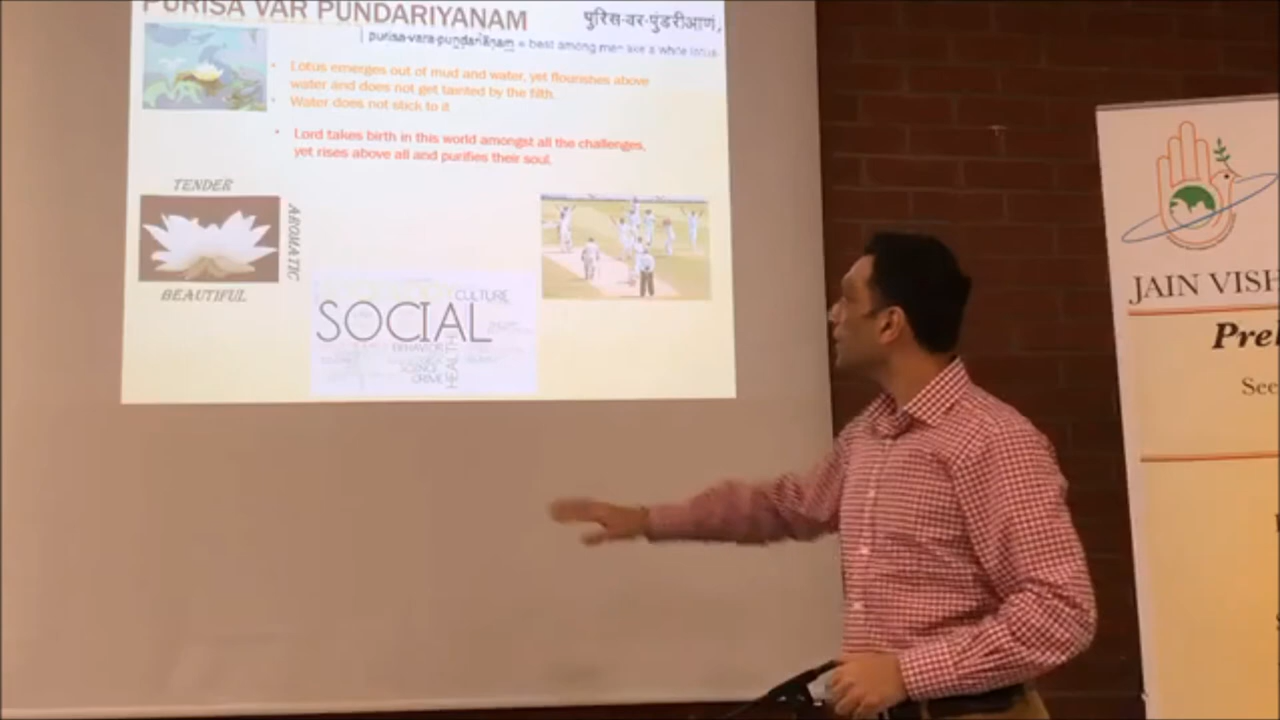 PURISA VAR PUNDARIYANAM
पुरिस-वर-पुंडरीआणं,
purisa-vara-puṇḍarīāṇaṃ = best among men like a white lotus.
• Lotus emerges out of mud and water, yet flourishes above
water and does not get tainted by the filth.
• Water does not stick to it
• Lord takes birth in this world amongst all the challenges,
yet rises above all and purifies their soul.
TENDER
AROMATIC
BEAUTIFUL
CULTURE
SOCIAL
BEHAVIOR
SCIENCE
CRIME
HEALTH
JAIN VISH
Prek
See